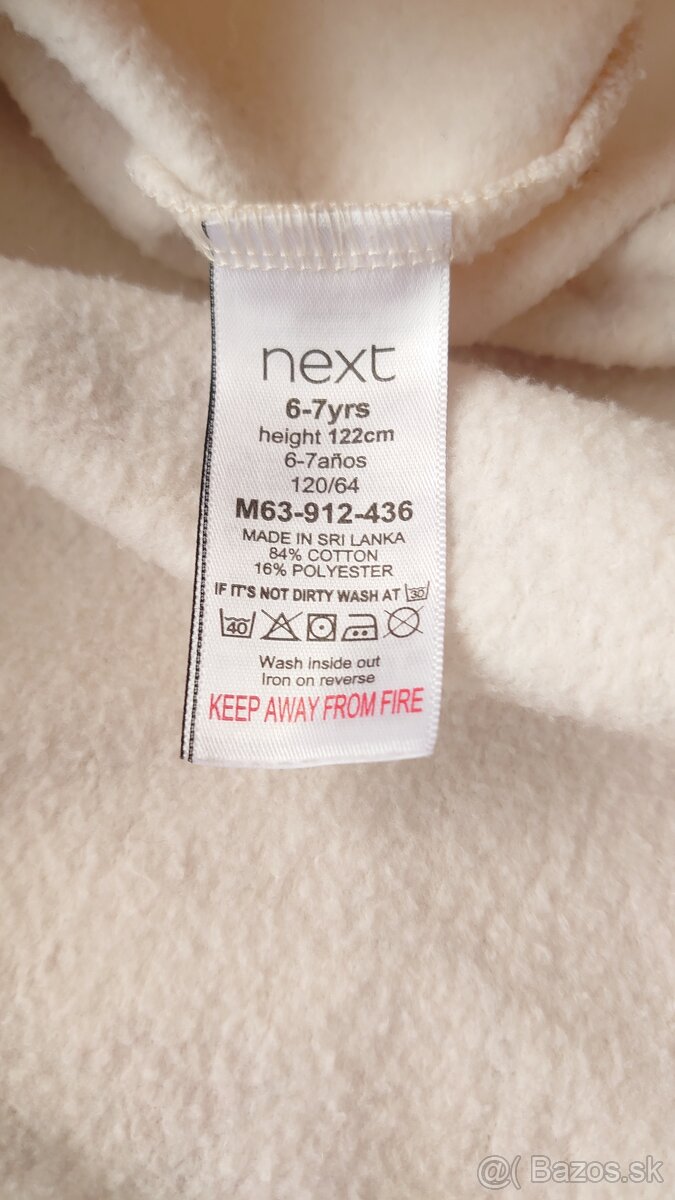 next
6-7yrs
height 122cm
6-7años
120/64
M63-912-436
MADE IN SRI LANKA
84% COTTON
16% POLYESTER
IF IT'S NOT DIRTY WASH AT 30
40
Wash inside out
Iron on reverse
KEEP AWAY FROM FIRE
@( Bazos.sk